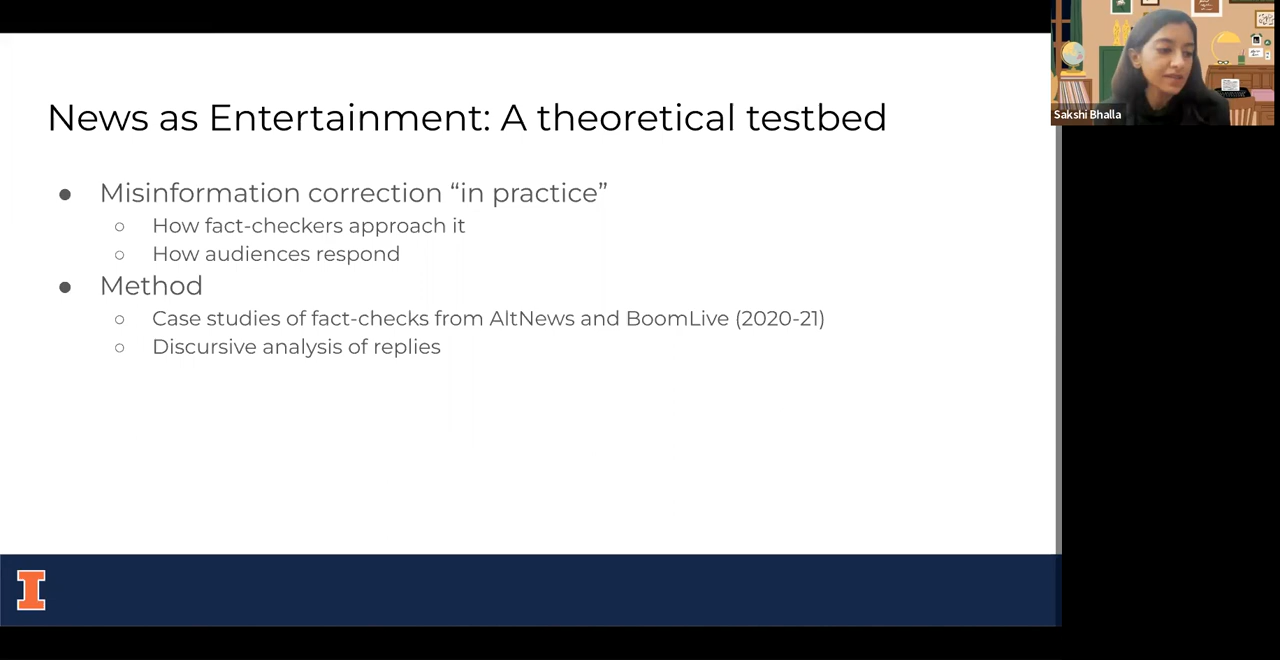 News as Entertainment: A theoretical testbed
● Misinformation correction “in practice”
○ How fact-checkers approach it
○ How audiences respond
● Method
○ Case studies of fact-checks from AltNews and BoomLive (2020-21)
○ Discursive analysis of replies
I
Sakshi Bhalla